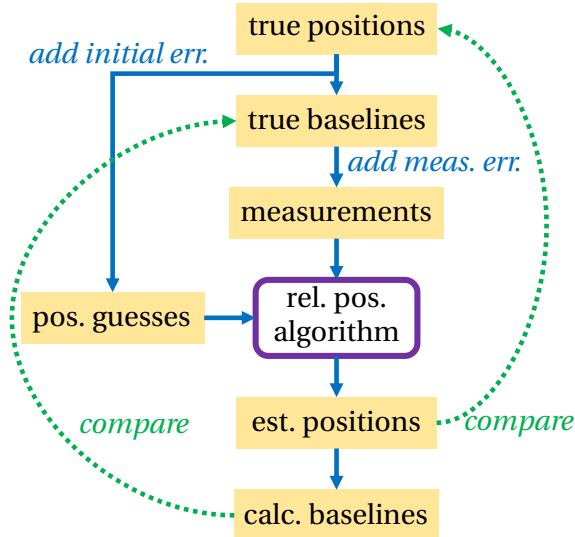 true positions
add initial err.
true baselines
add meas. err.
measurements
rel. pos.
algorithm
pos. guesses
compare
est. positions
compare
calc. baselines